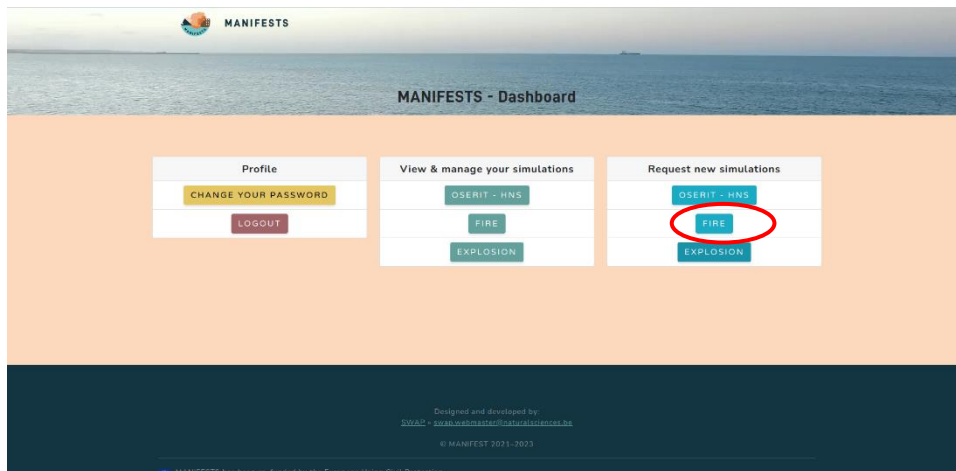 MANIFESTS
MANIFESTS - Dashboard
Profile
CHANGE YOUR PASSWORD
LOGOUT
View & manage your simulations
OSERIT - HNS
FIRE
EXPLOSION
Request new simulations
OSERIT - HNS
FIRE
EXPLOSION
Designed and developed by:
SWAP - swap.webmaster@naturalsciences.be
© MANIFEST 2021-2023